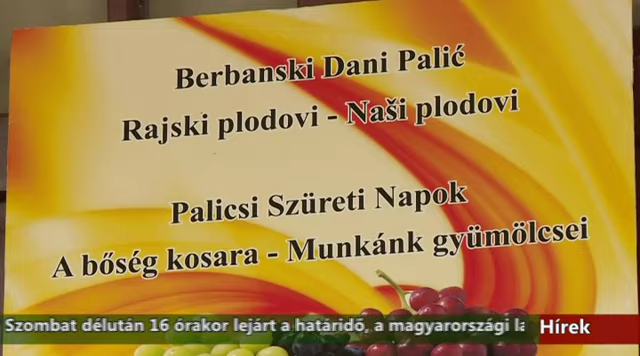 Berbanski Dani Palić
Rajski plodovi - Naši plodovi
Palicsi Szüreti Napok
A bőség kosara - Munkánk gyümölcsei
Szombat délután 16 órakor lejárt a határidő, a magyarországi
Hírek